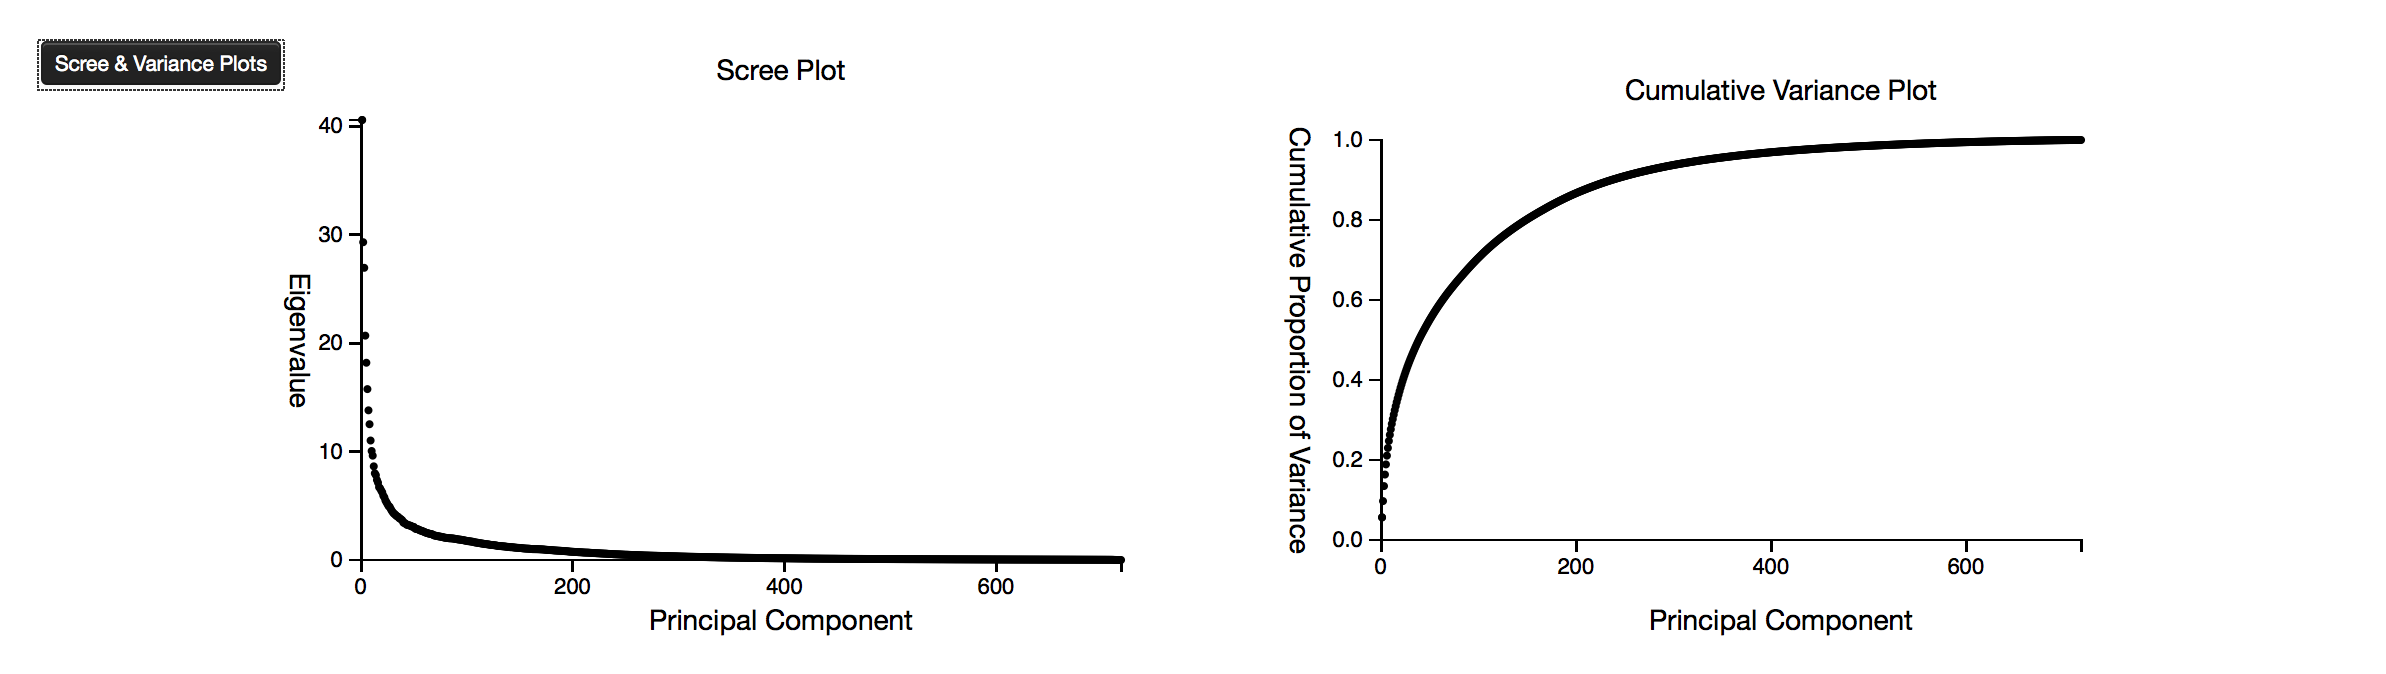 Scree & Variance Plots
Scree Plot
40
30
20
10
0
Eigenvalue
0
200
400
600
Principal Component
Cumulative Variance Plot
1.0
0.8
0.6
0.4
0.2
0.0
Cumulative Proportion of Variance
0
200
400
600
Principal Component